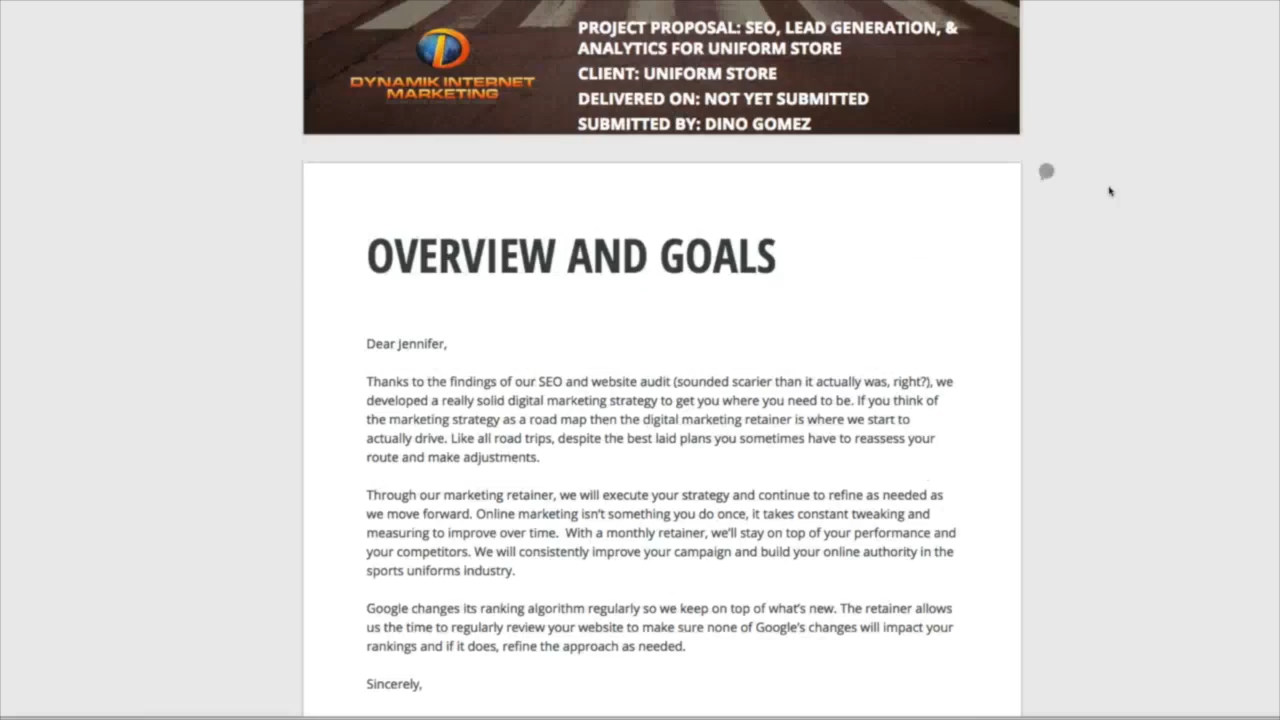 PROJECT PROPOSAL: SEO, LEAD GENERATION, &
ANALYTICS FOR UNIFORM STORE
CLIENT: UNIFORM STORE
DELIVERED ON: NOT YET SUBMITTED
SUBMITTED BY: DINO GOMEZ
DYNAMIK INTERNET
MARKETING
OVERVIEW AND GOALS
Dear Jennifer,
Thanks to the findings of our SEO and website audit (sounded scarier than it actually was, right?), we
developed a really solid digital marketing strategy to get you where you need to be. If you think of
the marketing strategy as a road map then the digital marketing retainer is where we start to
actually drive. Like all road trips, despite the best laid plans you sometimes have to reassess your
route and make adjustments.
Through our marketing retainer, we will execute your strategy and continue to refine as needed as
we move forward. Online marketing isn't something you do once, it takes constant tweaking and
measuring to improve over time.  With a monthly retainer, we'll stay on top of your performance and
your competitors. We will consistently improve your campaign and build your online authority in the
sports uniforms industry.
Google changes its ranking algorithm regularly so we keep on top of what's new. The retainer allows
us the time to regularly review your website to make sure none of Google's changes will impact your
rankings and if it does, refine the approach as needed.
Sincerely,